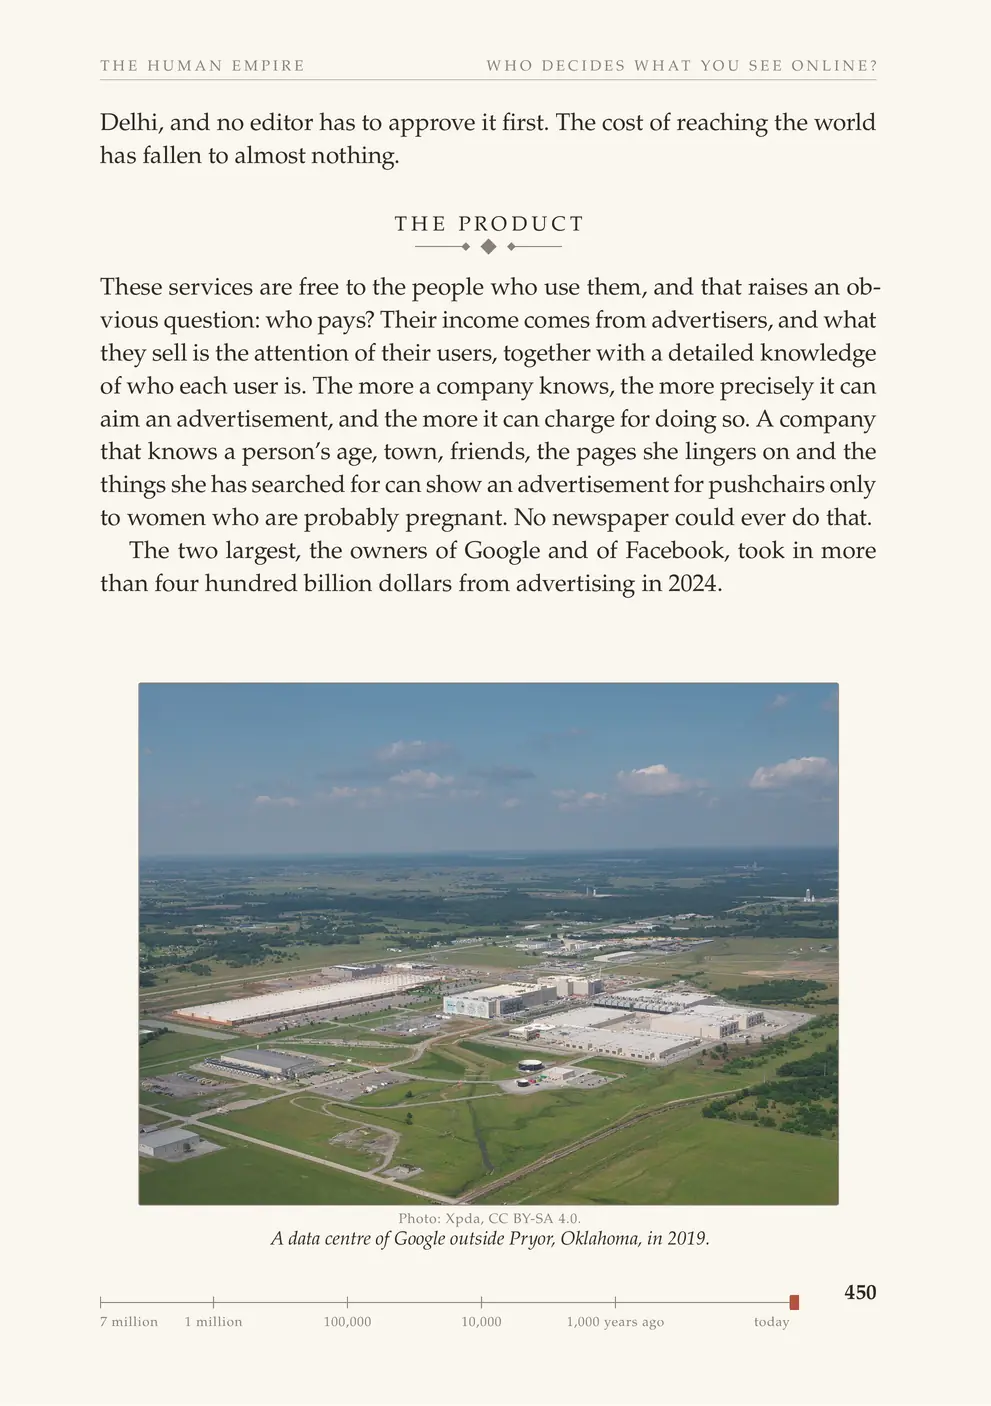 THE HUMAN EMPIRE
WHO DECIDES WHAT YOU SEE ONLINE?
Delhi, and no editor has to approve it first. The cost of reaching the world
has fallen to almost nothing.
THE PRODUCT
These services are free to the people who use them, and that raises an ob-
vious question: who pays? Their income comes from advertisers, and what
they sell is the attention of their users, together with a detailed knowledge
of who each user is. The more a company knows, the more precisely it can
aim an advertisement, and the more it can charge for doing so. A company
that knows a person’s age, town, friends, the pages she lingers on and the
things she has searched for can show an advertisement for pushchairs only
to women who are probably pregnant. No newspaper could ever do that.
The two largest, the owners of Google and of Facebook, took in more
than four hundred billion dollars from advertising in 2024.
Photo: Xpda, CC BY-SA 4.0.
A data centre of Google outside Pryor, Oklahoma, in 2019.
450
7 million 1 million 100,000 10,000 1,000 years ago today